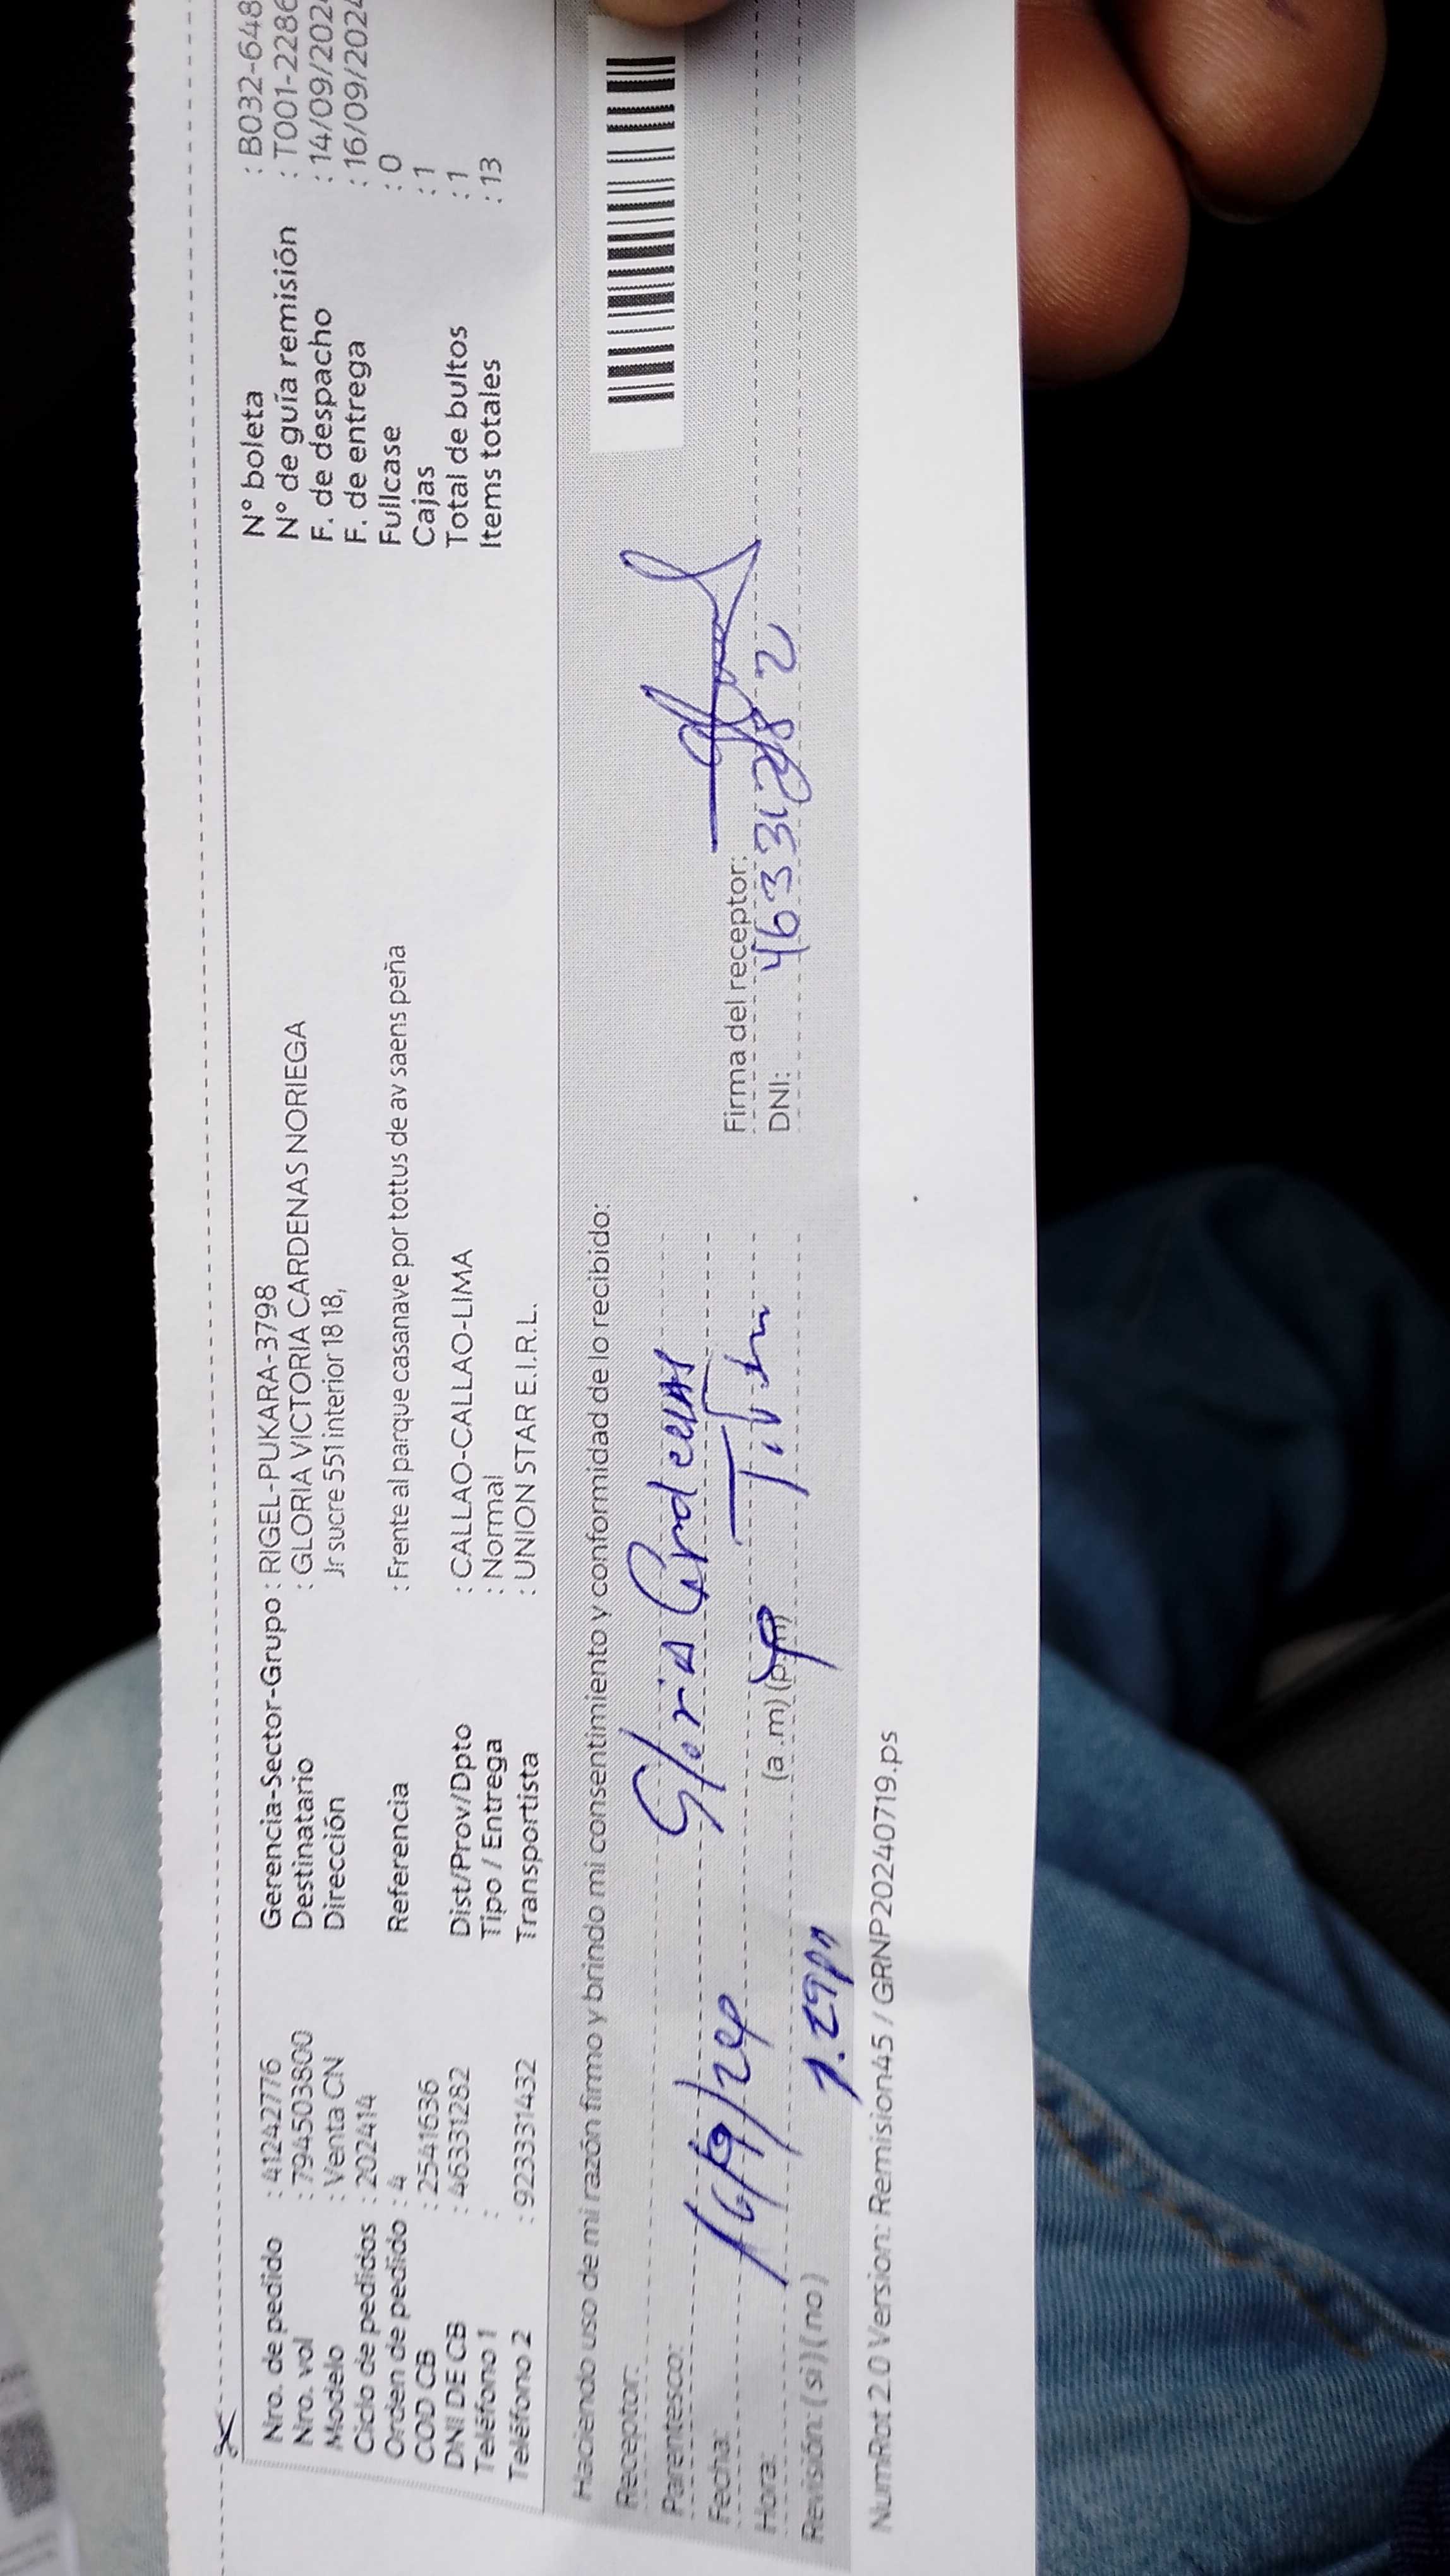 Nro. de pedido : 41242776
Nro. vol : 794503800
Modelo : Venta CN
Ciclo de pedidos : 202414
Orden de pedido : 4
COD CB : 2541636
DNI DE CB : 46331282
Teléfono 1 :
Teléfono 2 : 923331432
Gerencia-Sector-Grupo : RIGEL-PUKARA-3798
Destinatario : GLORIA VICTORIA CARDENAS NORIEGA
Dirección Jr sucre 551 interior 18 18,
Referencia : Frente al parque casanave por tottus de av saens peña
Dist/Prov/Dpto : CALLAO-CALLAO-LIMA
Tipo / Entrega : Normal
Transportista : UNION STAR E.I.R.L.
N° boleta : B032-648
N° de guía remisión : T001-2286
F. de despacho : 14/09/202
F. de entrega : 16/09/2024
Fullcase : 0
Cajas : 1
Total de bultos : 1
Items totales : 13
Haciendo uso de mi razón firmo y brindo mi consentimiento y conformidad de lo recibido:
Receptor: Gloria Cardenas
Parentesco: Titular
Fecha: 16/9/24
Hora: 1.29pm (a.m) (p.m)
Revisión: (si) (no)
Firma del receptor:
DNI: 46331282
NumRot 2.0 Version: Remision45 / GRNP20240719.ps